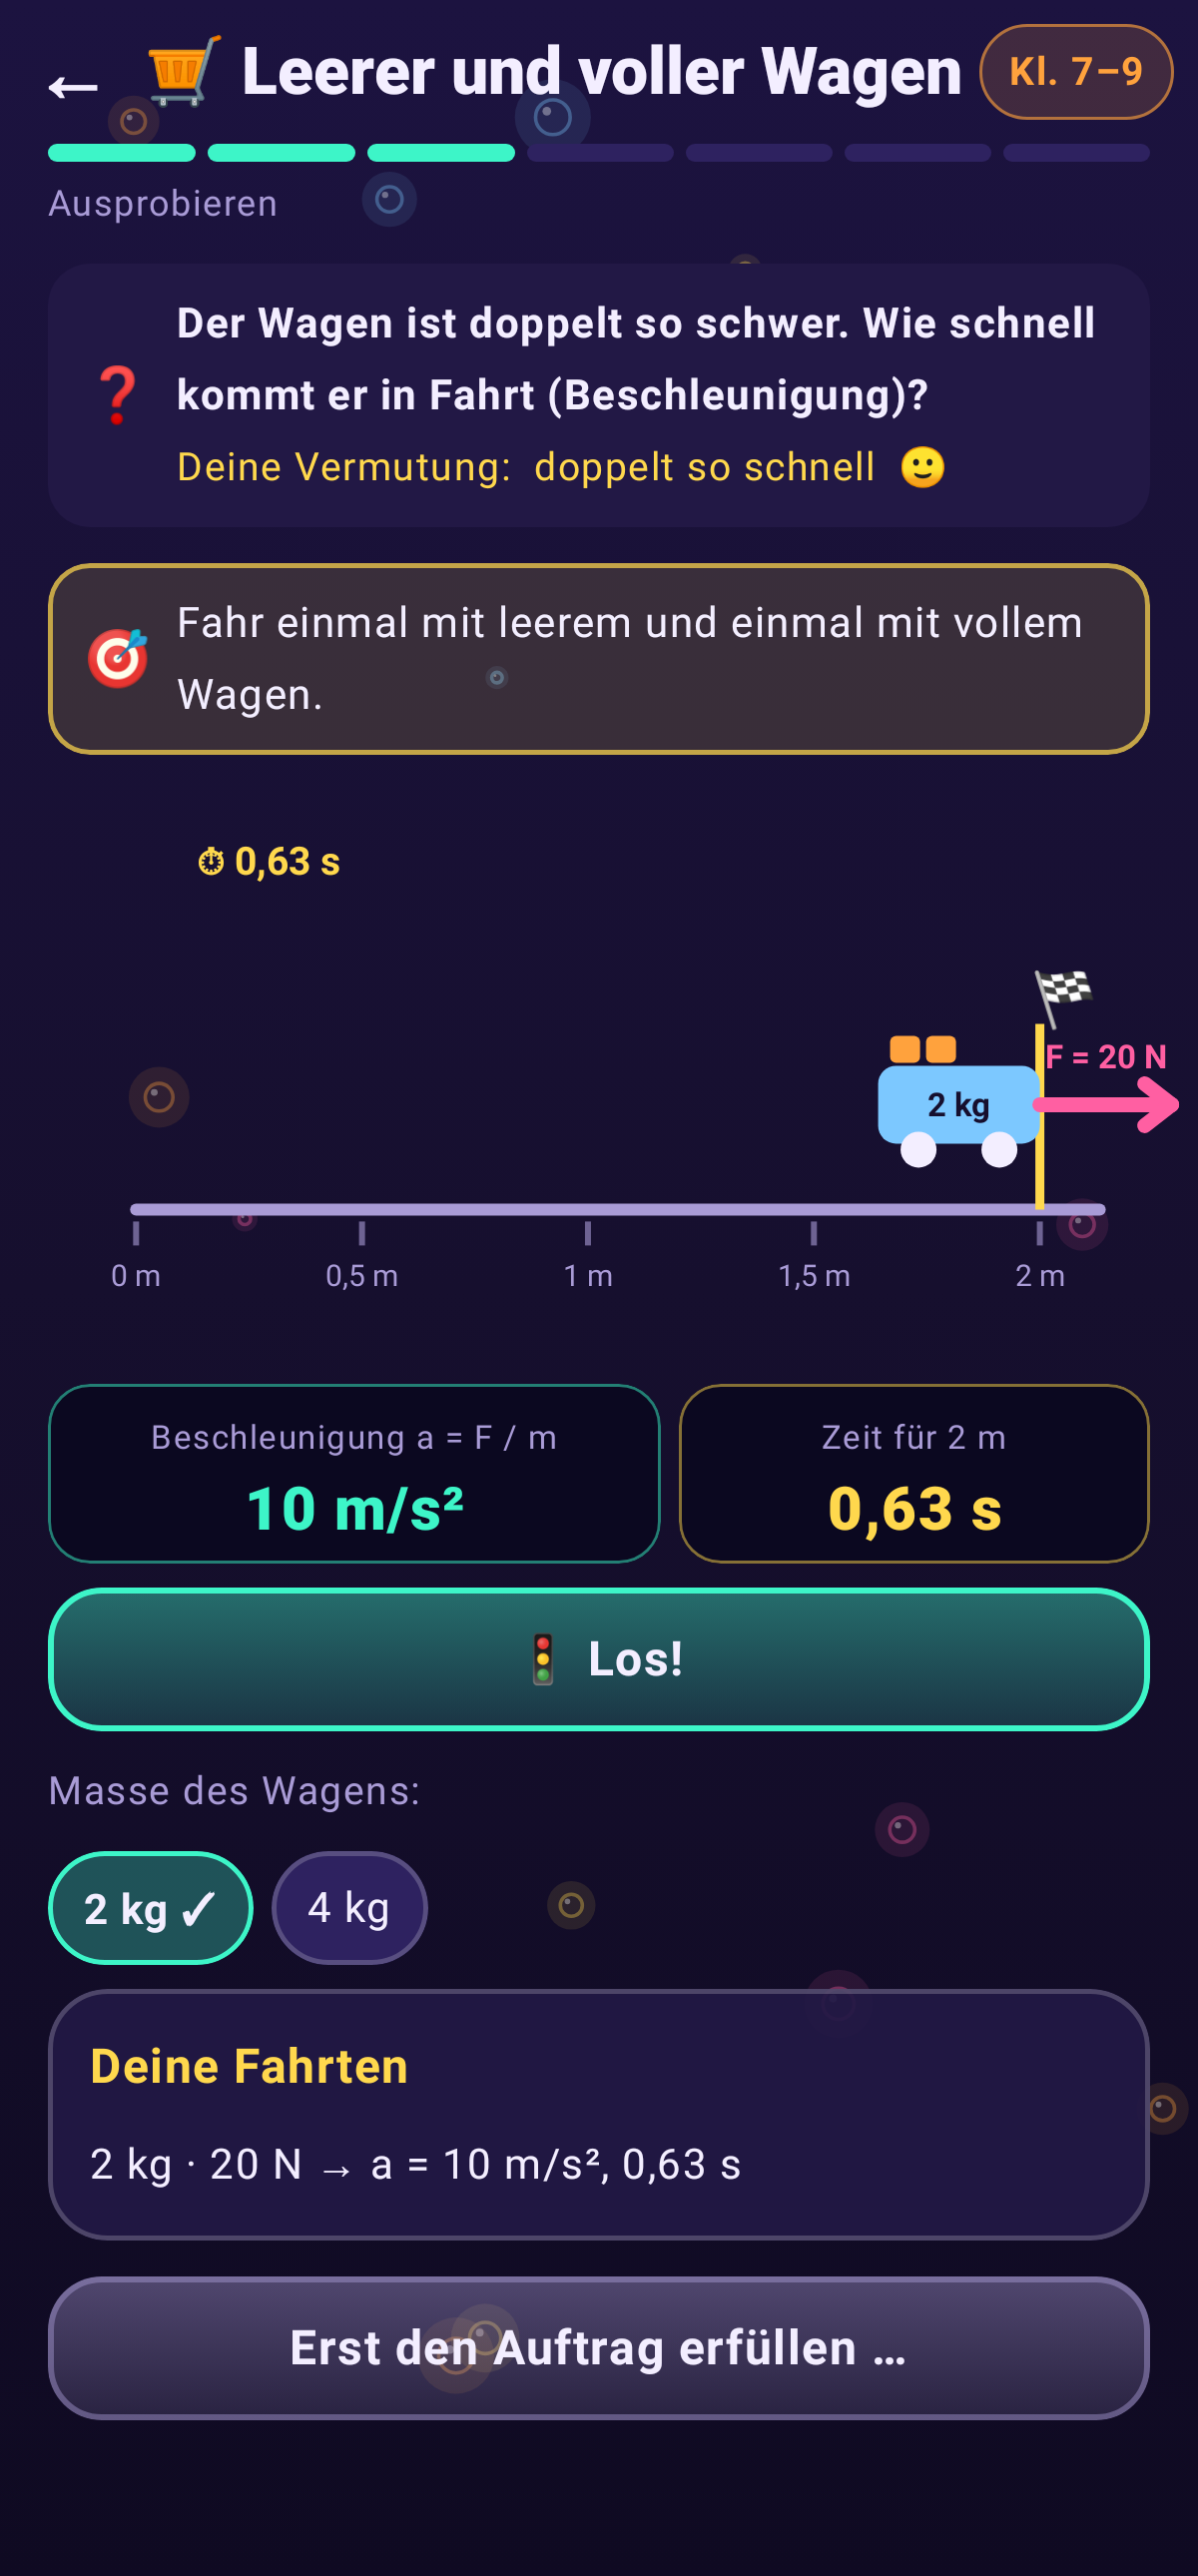 ← 🛒 Leerer und voller Wagen Kl. 7–9
Ausprobieren
❓ Der Wagen ist doppelt so schwer. Wie schnell
kommt er in Fahrt (Beschleunigung)?
Deine Vermutung: doppelt so schnell 🙂
🎯 Fahr einmal mit leerem und einmal mit vollem
Wagen.
⏱ 0,63 s
F = 20 N
2 kg
0 m 0,5 m 1 m 1,5 m 2 m
Beschleunigung a = F / m
10 m/s²
Zeit für 2 m
0,63 s
🚦 Los!
Masse des Wagens:
2 kg ✓ 4 kg
Deine Fahrten
2 kg · 20 N → a = 10 m/s², 0,63 s
Erst den Auftrag erfüllen …